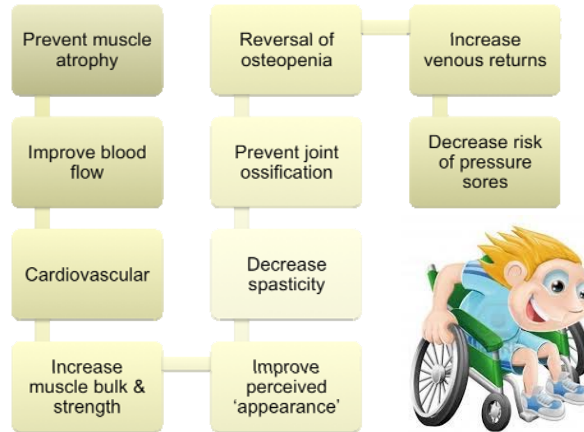 Prevent muscle
atrophy
Improve blood
flow
Cardiovascular
Increase
muscle bulk &
strength
Improve
perceived
‘appearance’
Decrease
spasticity
Prevent joint
ossification
Reversal of
osteopenia
Increase
venous returns
Decrease risk
of pressure
sores